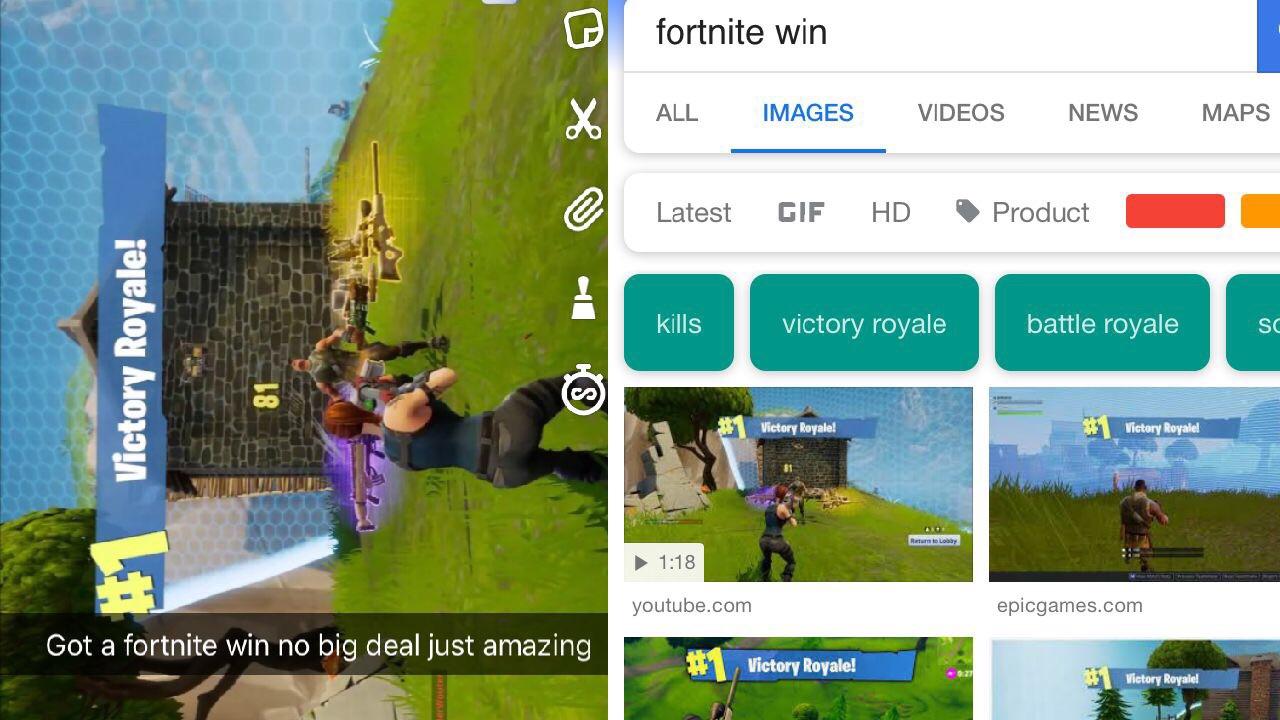 #1 Victory Royale!
81
Got a fortnite win no big deal just amazing
fortnite win
ALL IMAGES VIDEOS NEWS MAPS
Latest GIF HD Product
kills victory royale battle royale
#1 Victory Royale!
81
Return to Lobby
1:18
#1 Victory Royale!
youtube.com epicgames.com
#1 Victory Royale!
0:27
#1 Victory Royale!